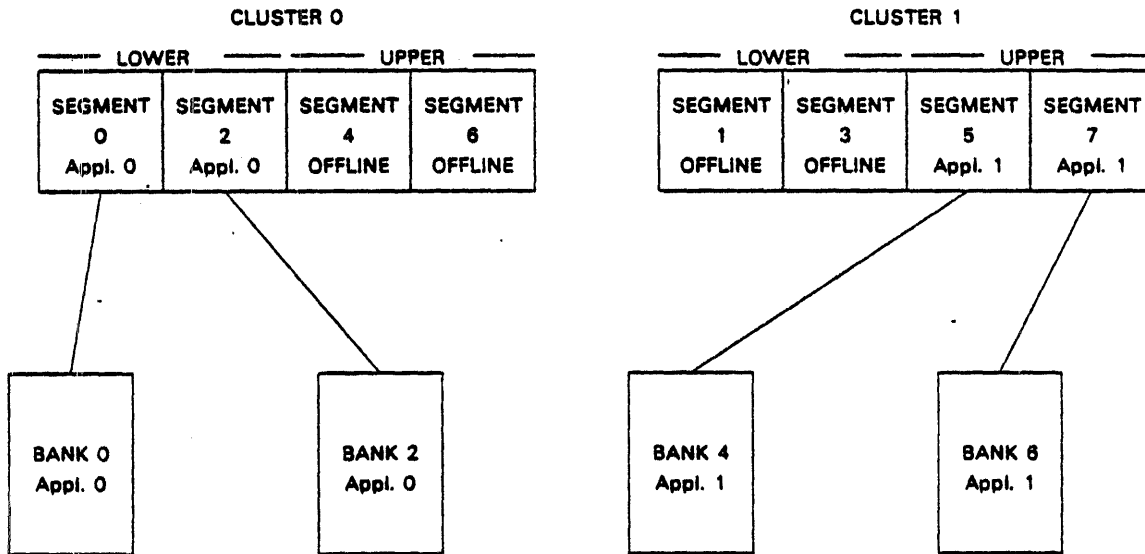 CLUSTER 0
CLUSTER 1
LOWER
UPPER
LOWER
UPPER
SEGMENT
0
Appl. 0
SEGMENT
2
Appl. 0
SEGMENT
4
OFFLINE
SEGMENT
6
OFFLINE
SEGMENT
1
OFFLINE
SEGMENT
3
OFFLINE
SEGMENT
5
Appl. 1
SEGMENT
7
Appl. 1
BANK 0
Appl. 0
BANK 2
Appl. 0
BANK 4
Appl. 1
BANK 6
Appl. 1